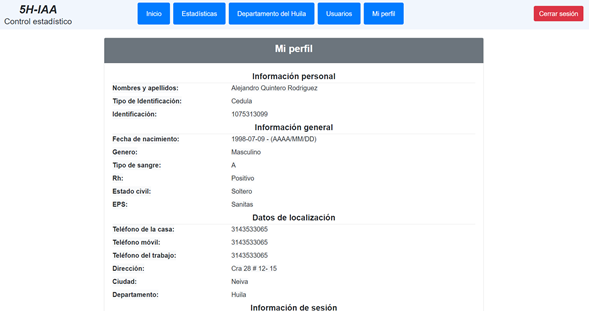 5H-IAA
Control estadístico
Inicio Estadísticas Departamento del Huila Usuarios Mi perfil Cerrar sesión
Mi perfil
Información personal
Nombres y apellidos: Alejandro Quintero Rodriguez
Tipo de Identificación: Cedula
Identificación: 1075313099
Información general
Fecha de nacimiento: 1998-07-09 - (AAAA/MM/DD)
Genero: Masculino
Tipo de sangre: A
Rh: Positivo
Estado civil: Soltero
EPS: Sanitas
Datos de localización
Teléfono de la casa: 3143533065
Teléfono móvil: 3143533065
Teléfono del trabajo: 3143533065
Dirección: Cra 28 # 12- 15
Ciudad: Neiva
Departamento: Huila
Información de sesión